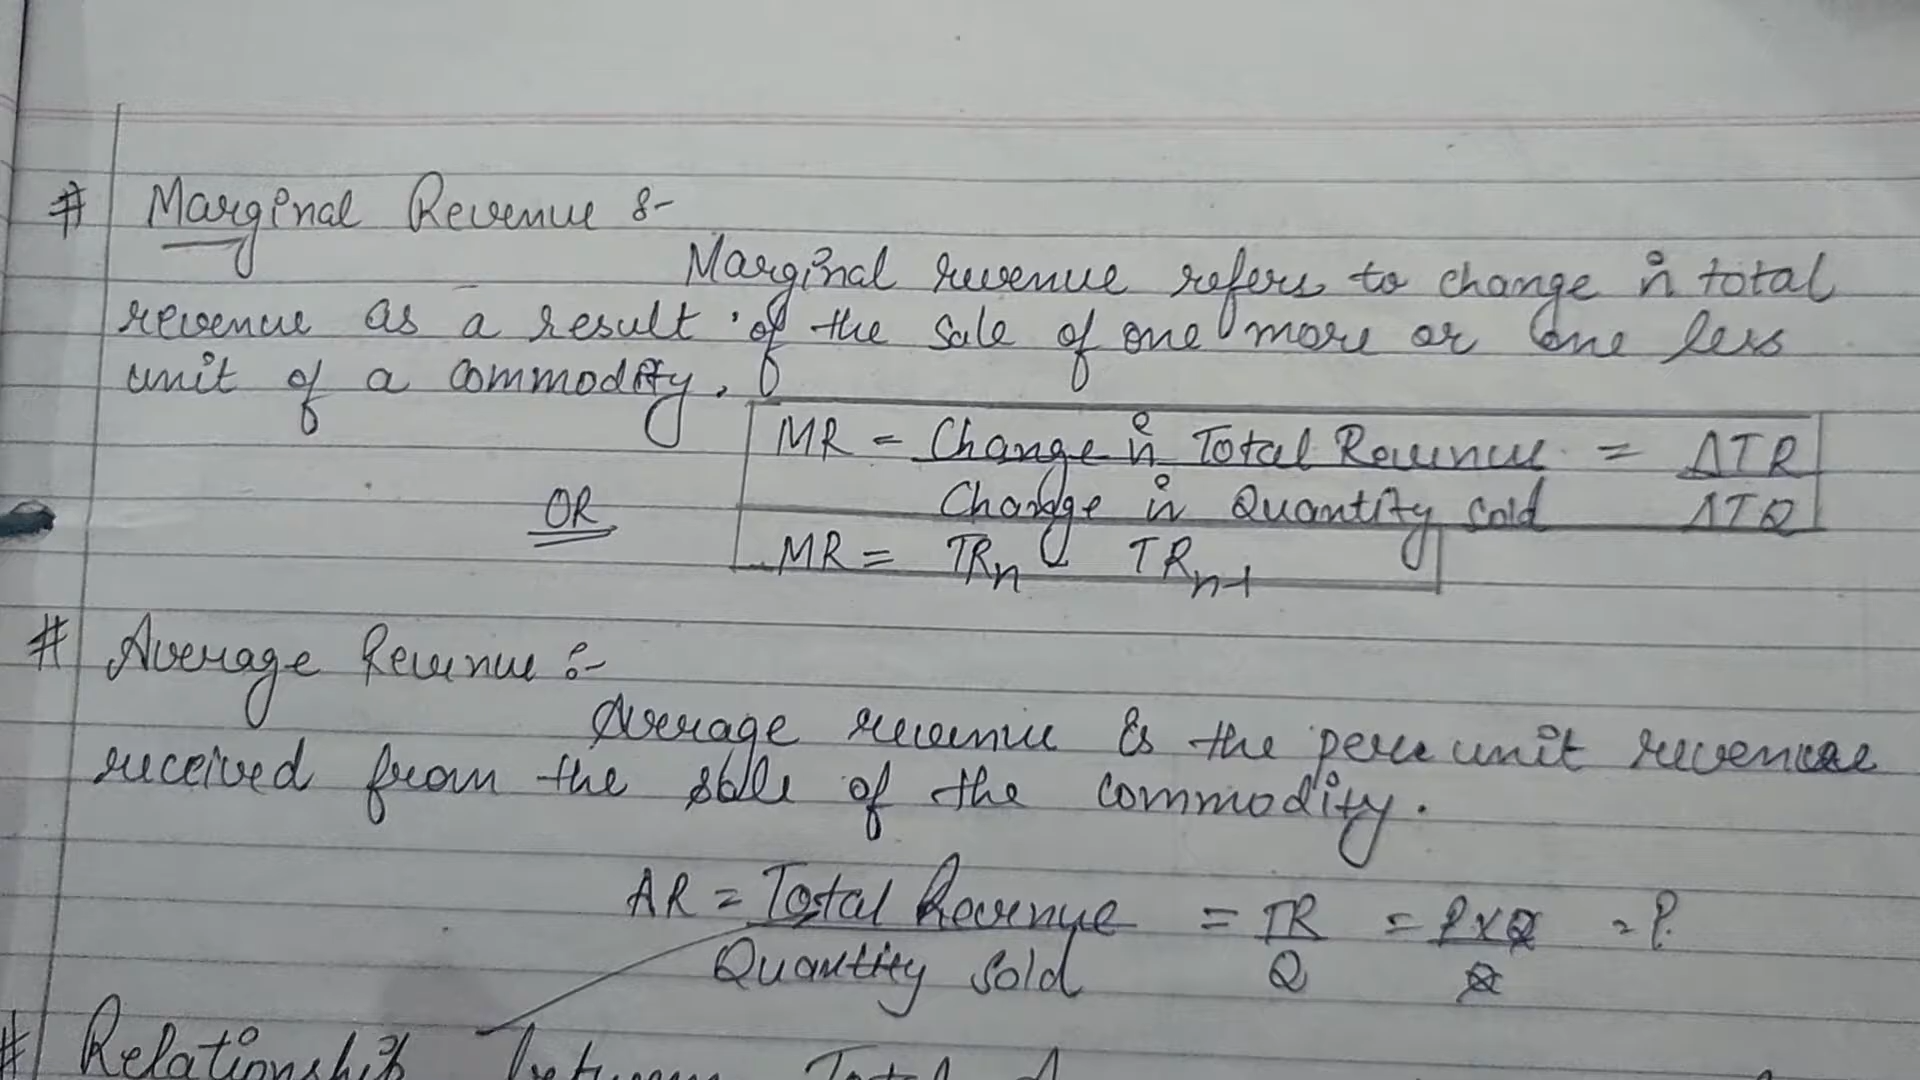 # Marginal Revenue :-
Marginal revenue refers to change in total
revenue as a result of the sale of one more or one less
unit of a commodity.
MR = Change in Total Revenue = ΔTR
Change in Quantity sold ΔTQ
OR
MR = TRn - TRn-1
# Average Revenue :-
Average revenue is the per unit revenue
received from the sale of the commodity.
AR = Total Revenue = TR = P×Q = P.
Quantity Sold Q Q
# Relationship between Total